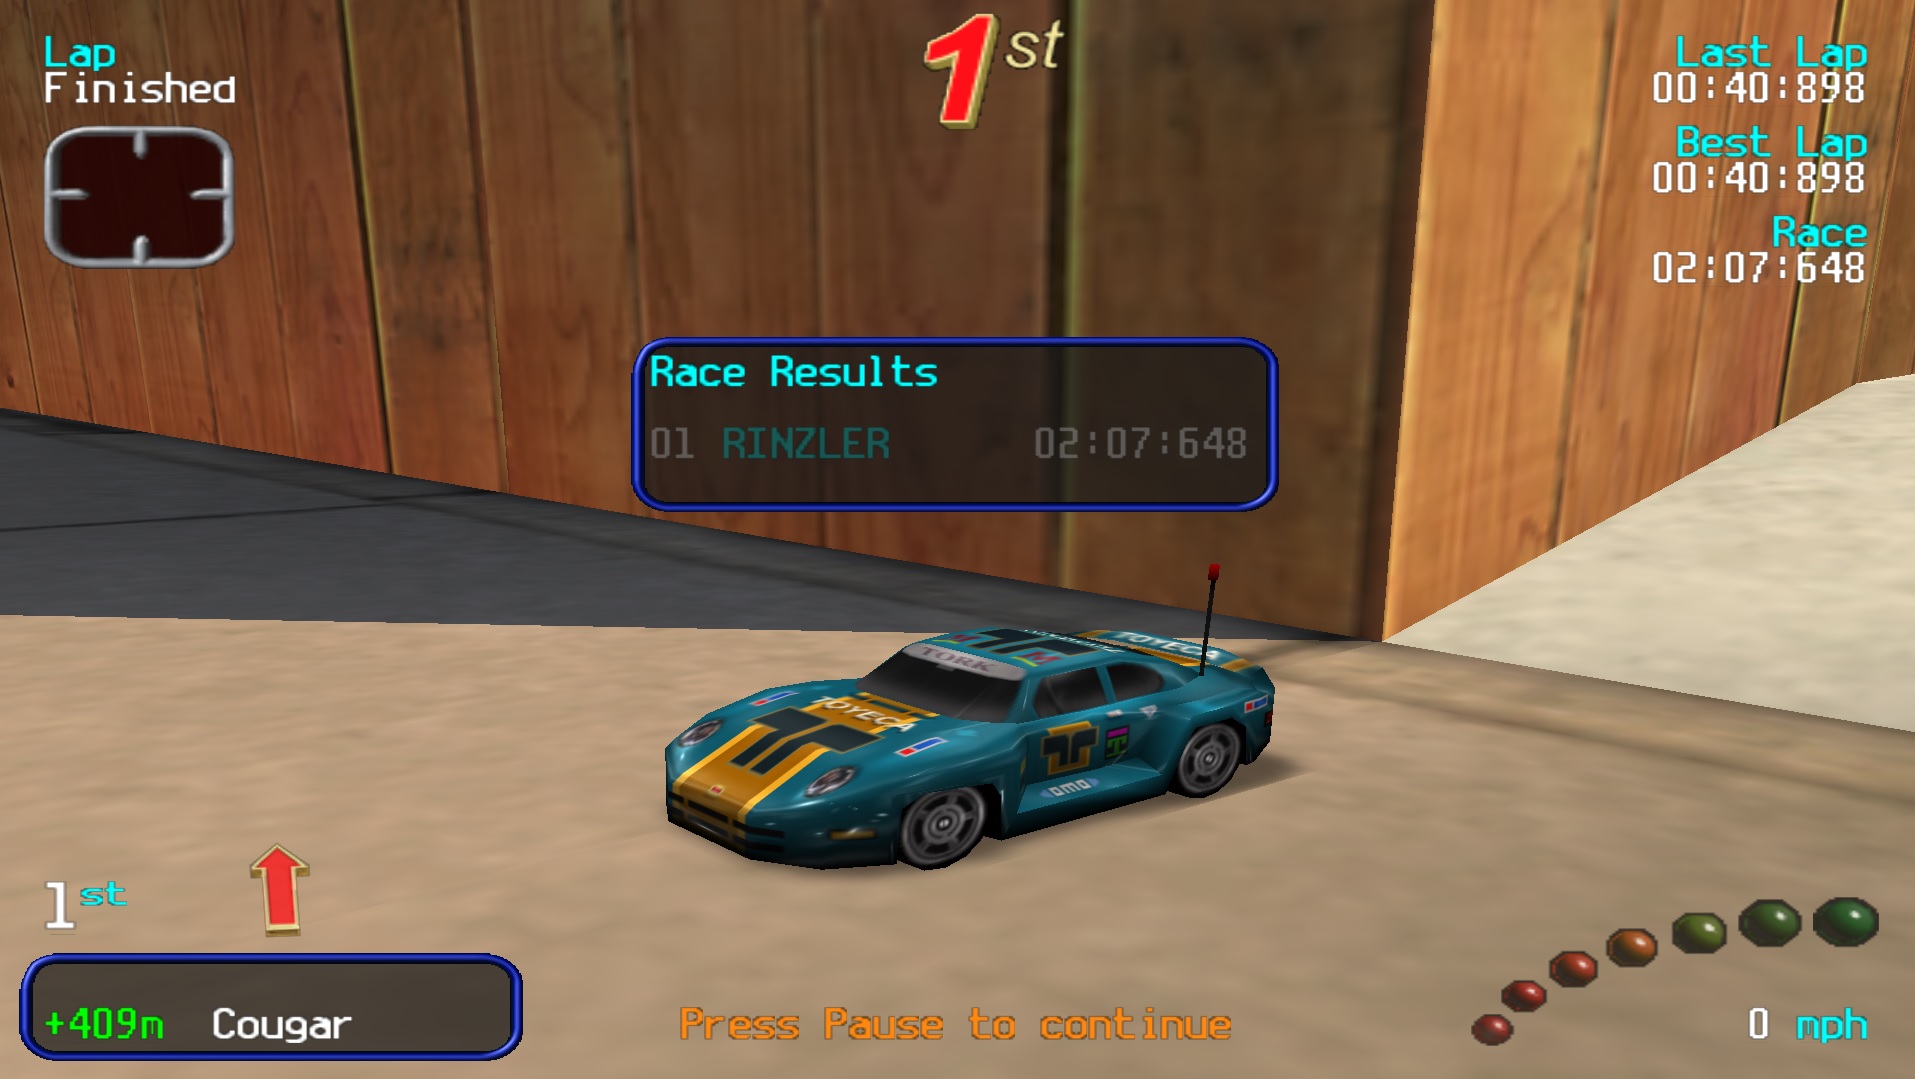 Lap
Finished
1st
Last Lap
00:40:898
Best Lap
00:40:898
Race
02:07:648
Race Results
01 RINZLER 02:07:648
TOYECA
TORK
TOYECA
OMO
1st
+409m Cougar
Press Pause to continue
0 mph